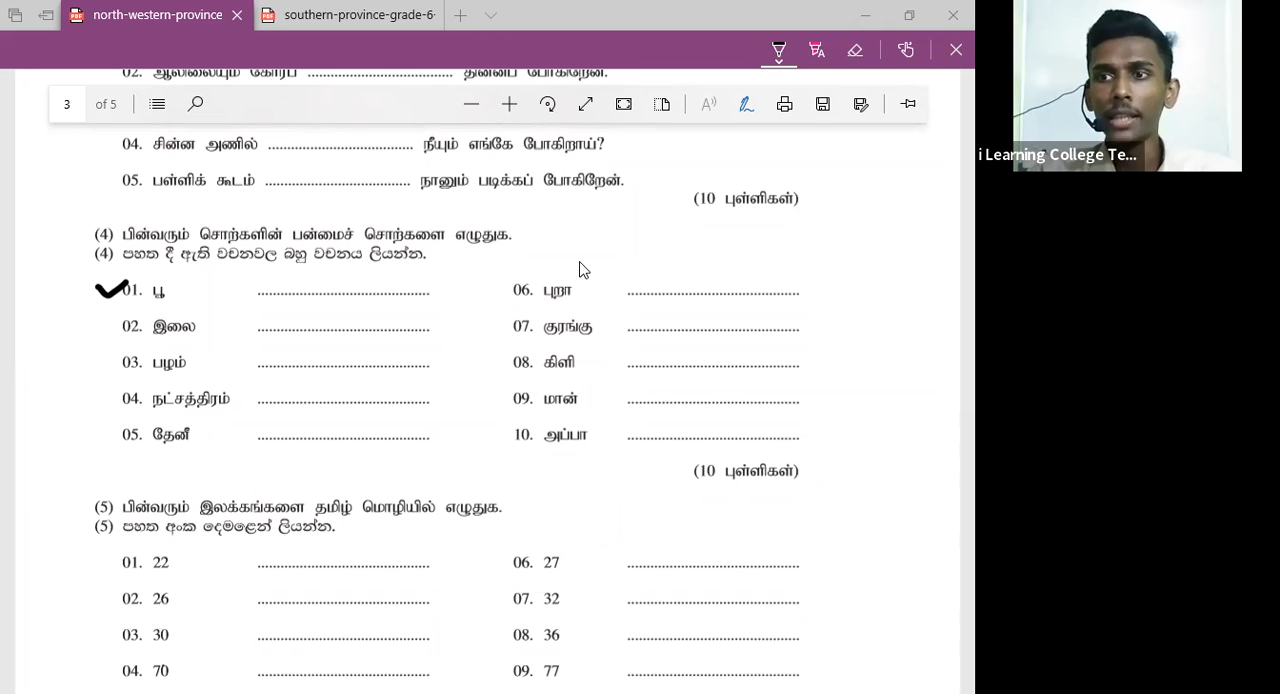 north-western-province
southern-province-grade-6-
3 of 5
02. ஆலிலையும் கோர்ப் ............................... தின்னப் போகிறேன்.
04. சின்ன அணில் ............................... நீயும் எங்கே போகிறாய்?
05. பள்ளிக் கூடம் ............................... நானும் படிக்கப் போகிறேன்.
(10 புள்ளிகள்)
(4) பின்வரும் சொற்களின் பன்மைச் சொற்களை எழுதுக.
(4) පහත දී ඇති වචනවල බහු වචනය ලියන්න.
01. பூ ..................................... 06. புறா .....................................
02. இலை ..................................... 07. குரங்கு .....................................
03. பழம் ..................................... 08. கிளி .....................................
04. நட்சத்திரம் ..................................... 09. மான் .....................................
05. தேனீ ..................................... 10. அப்பா .....................................
(10 புள்ளிகள்)
(5) பின்வரும் இலக்கங்களை தமிழ் மொழியில் எழுதுக.
(5) පහත අංක දෙමළෙන් ලියන්න.
01. 22 ..................................... 06. 27 .....................................
02. 26 ..................................... 07. 32 .....................................
03. 30 ..................................... 08. 36 .....................................
04. 70 ..................................... 09. 77 .....................................
i Learning College Te...